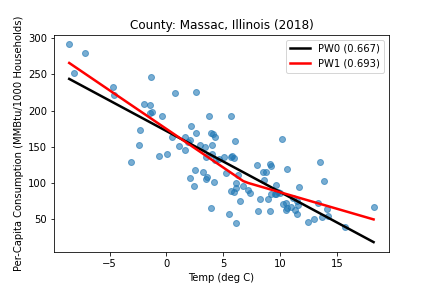 County: Massac, Illinois (2018)
PW0 (0.667)
PW1 (0.693)
Per-Capita Consumption (MMBtu/1000 Households)
300
250
200
150
100
50
−5
0
5
10
15
Temp (deg C)